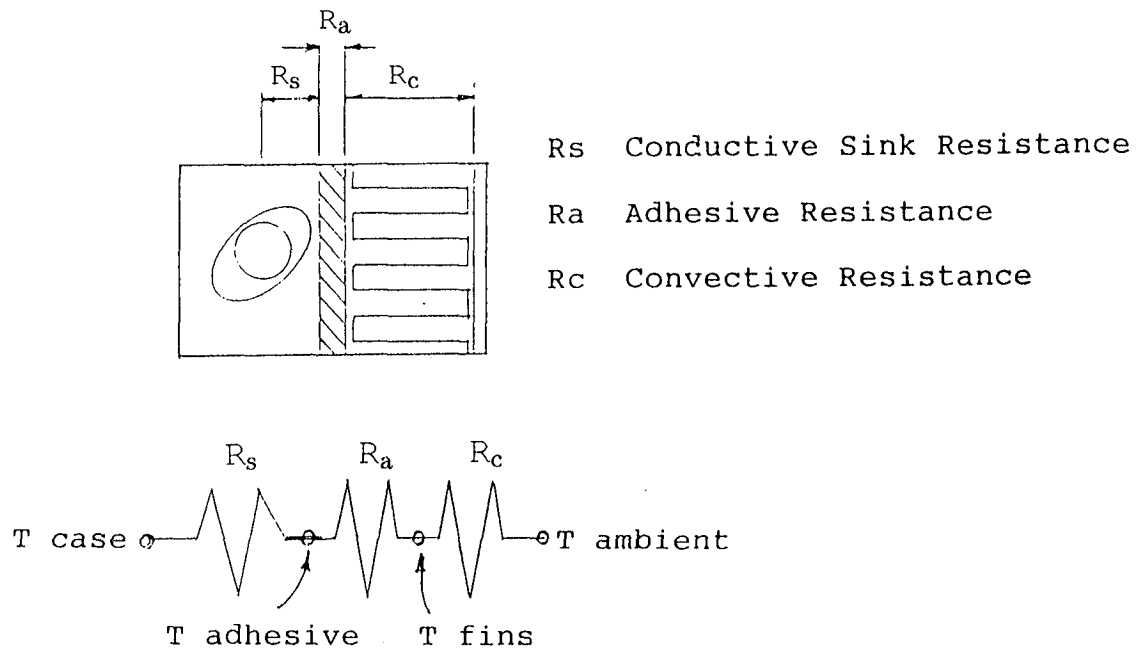 Ra
Rs
Rc
Rs Conductive Sink Resistance
Ra Adhesive Resistance
Rc Convective Resistance
Rs
Ra
Rc
T case
T ambient
T adhesive
T fins